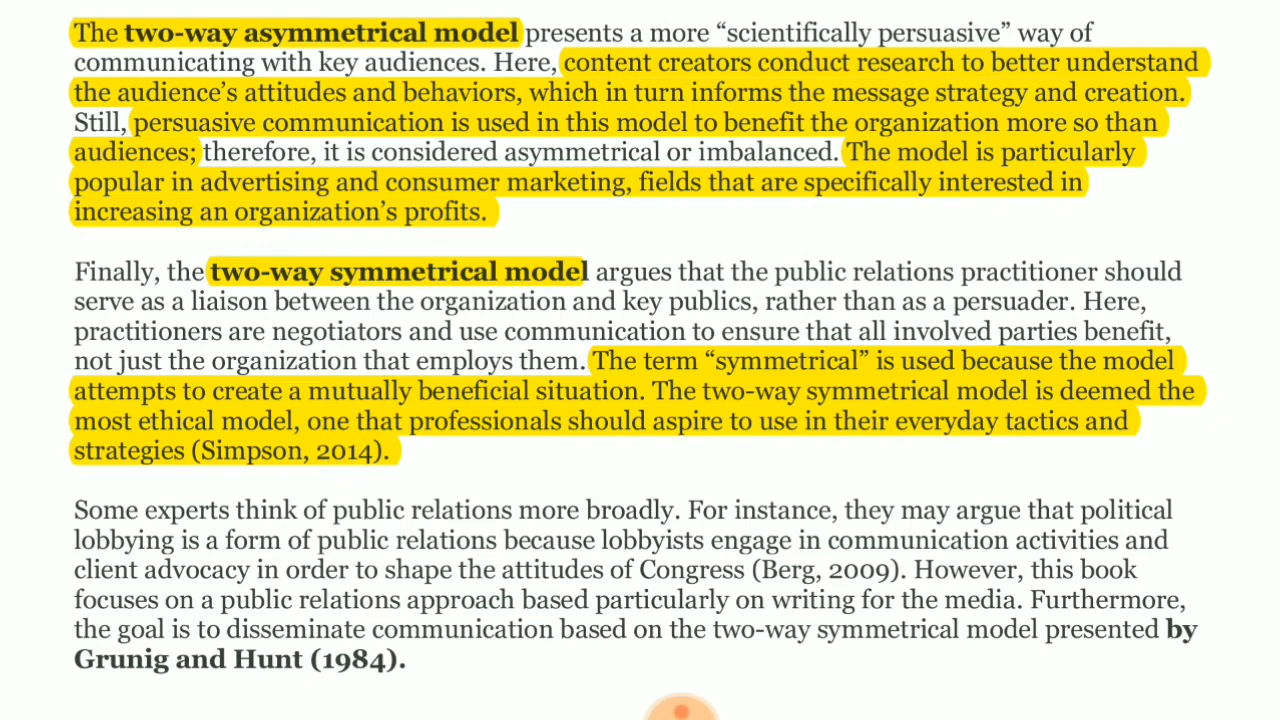 The two-way asymmetrical model presents a more “scientifically persuasive” way of
communicating with key audiences. Here, content creators conduct research to better understand
the audience’s attitudes and behaviors, which in turn informs the message strategy and creation.
Still, persuasive communication is used in this model to benefit the organization more so than
audiences; therefore, it is considered asymmetrical or imbalanced. The model is particularly
popular in advertising and consumer marketing, fields that are specifically interested in
increasing an organization’s profits.
Finally, the two-way symmetrical model argues that the public relations practitioner should
serve as a liaison between the organization and key publics, rather than as a persuader. Here,
practitioners are negotiators and use communication to ensure that all involved parties benefit,
not just the organization that employs them. The term “symmetrical” is used because the model
attempts to create a mutually beneficial situation. The two-way symmetrical model is deemed the
most ethical model, one that professionals should aspire to use in their everyday tactics and
strategies (Simpson, 2014).
Some experts think of public relations more broadly. For instance, they may argue that political
lobbying is a form of public relations because lobbyists engage in communication activities and
client advocacy in order to shape the attitudes of Congress (Berg, 2009). However, this book
focuses on a public relations approach based particularly on writing for the media. Furthermore,
the goal is to disseminate communication based on the two-way symmetrical model presented by
Grunig and Hunt (1984).